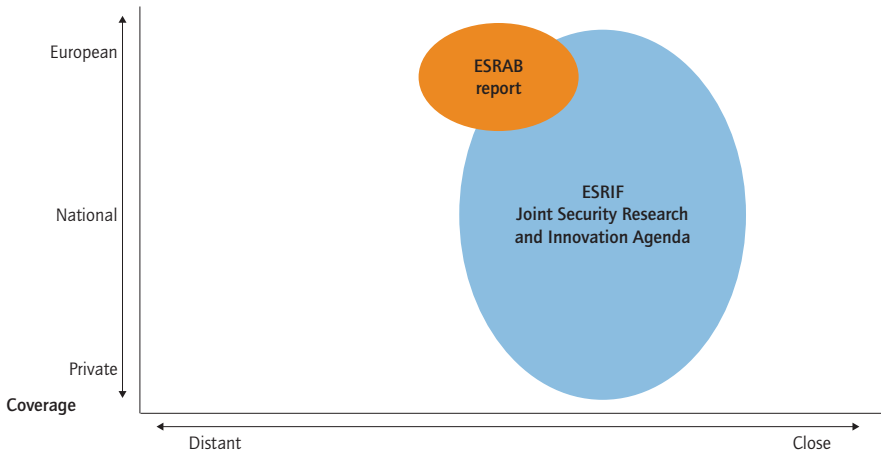 European
ESRAB
report
ESRIF
National
Joint Security Research
and Innovation Agenda
Private
Coverage
Distant
Close